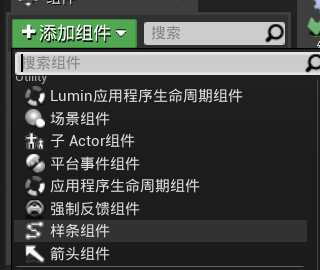 组件
+添加组件 搜索
搜索组件
Utility
Lumin应用程序生命周期组件
场景组件
子 Actor组件
平台事件组件
应用程序生命周期组件
强制反馈组件
样条组件
箭头组件